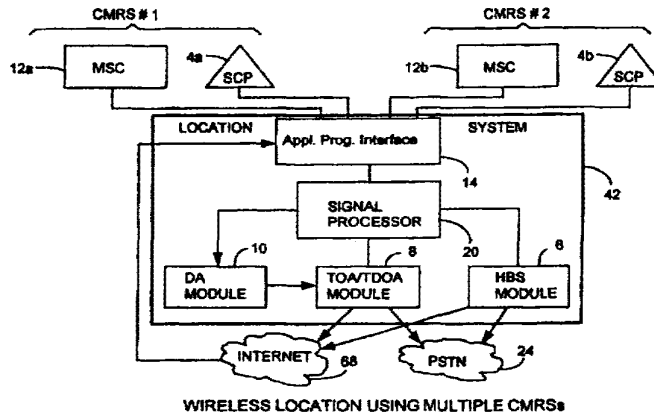 CMRS # 1
CMRS # 2
12a
MSC
4a
SCP
12b
MSC
4b
SCP
LOCATION
Appl. Prog. Interface
SYSTEM
14
42
SIGNAL
PROCESSOR
20
10
8
6
DA
MODULE
TOA/TDOA
MODULE
HBS
MODULE
INTERNET
68
PSTN
24
WIRELESS LOCATION USING MULTIPLE CMRSs